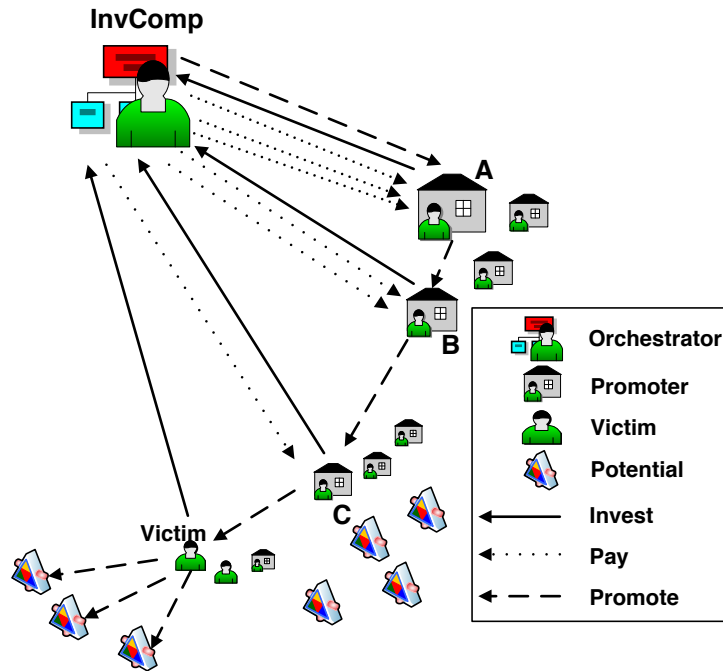 InvComp
A
B
C
Victim
Orchestrator
Promoter
Victim
Potential
Invest
Pay
Promote